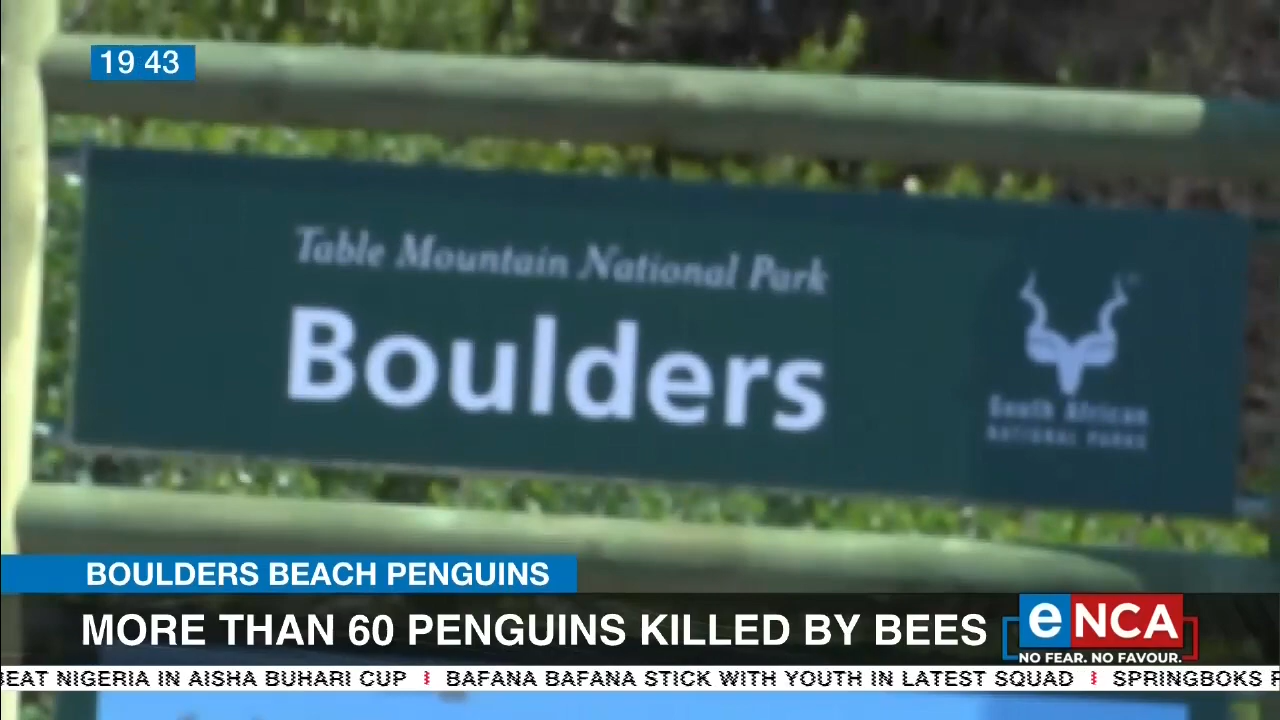 19 43
Table Mountain National Park
Boulders
South African
NATIONAL PARKS
BOULDERS BEACH PENGUINS
MORE THAN 60 PENGUINS KILLED BY BEES
eNCA
NO FEAR. NO FAVOUR.
BEAT NIGERIA IN AISHA BUHARI CUP ⁞ BAFANA BAFANA STICK WITH YOUTH IN LATEST SQUAD ⁞ SPRINGBOKS